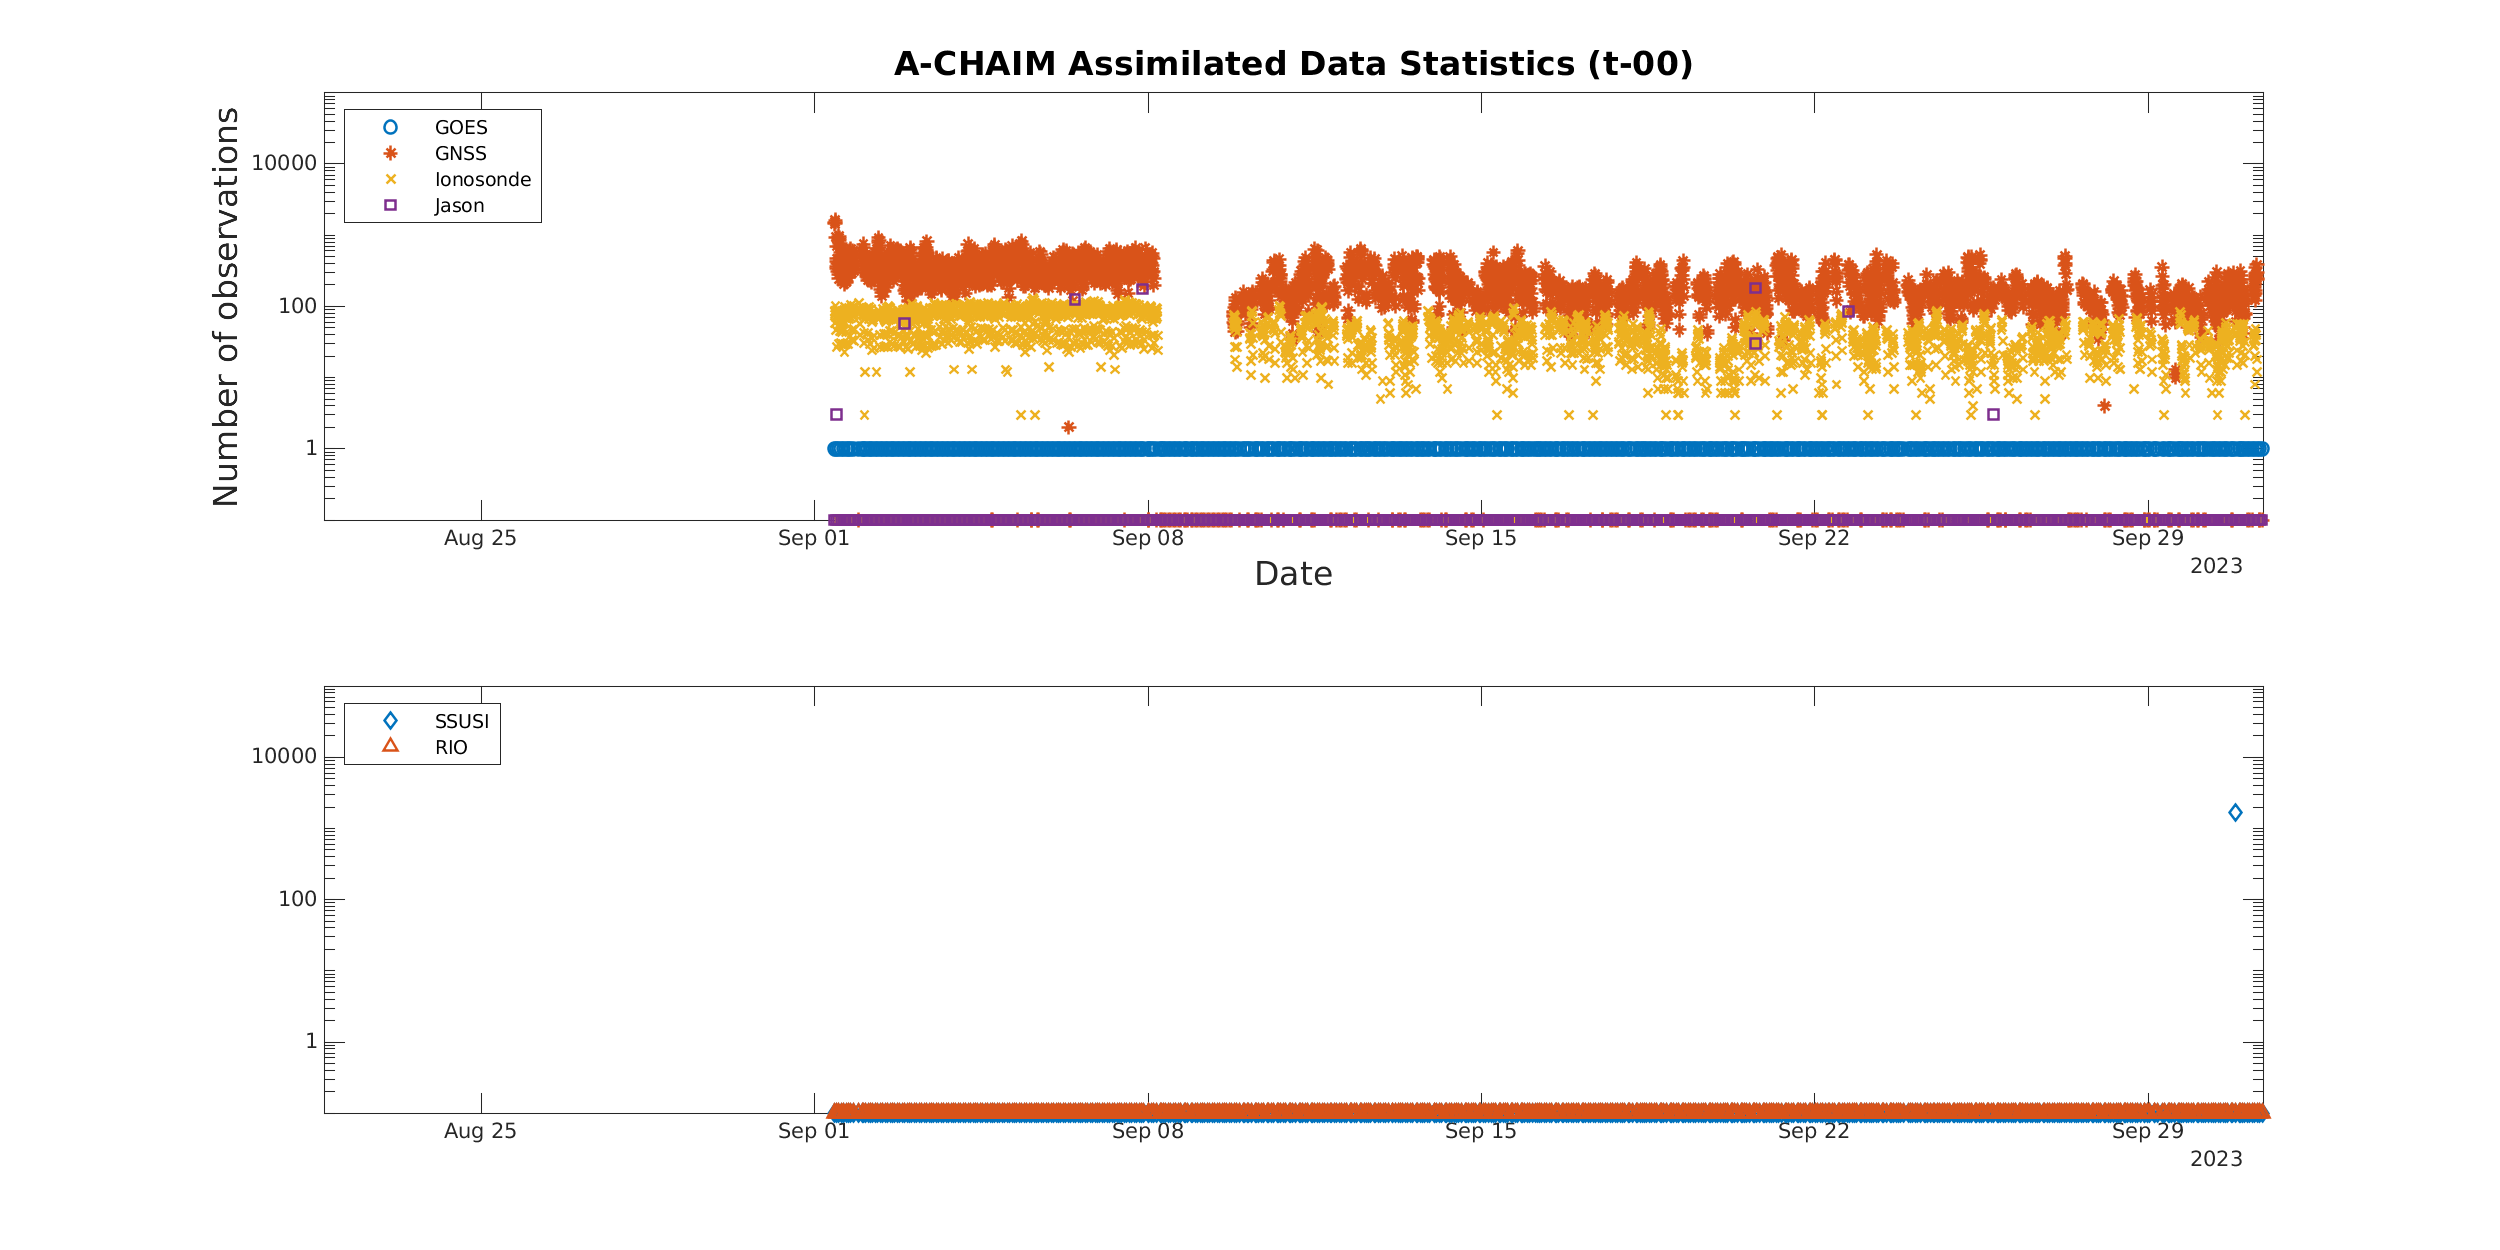 A-CHAIM Assimilated Data Statistics (t-00)
Number of observations
GOES
GNSS
Ionosonde
Jason
10000
100
1
Aug 25 Sep 01 Sep 08 Sep 15 Sep 22 Sep 29
2023
Date
SSUSI
RIO
10000
100
1
Aug 25 Sep 01 Sep 08 Sep 15 Sep 22 Sep 29
2023